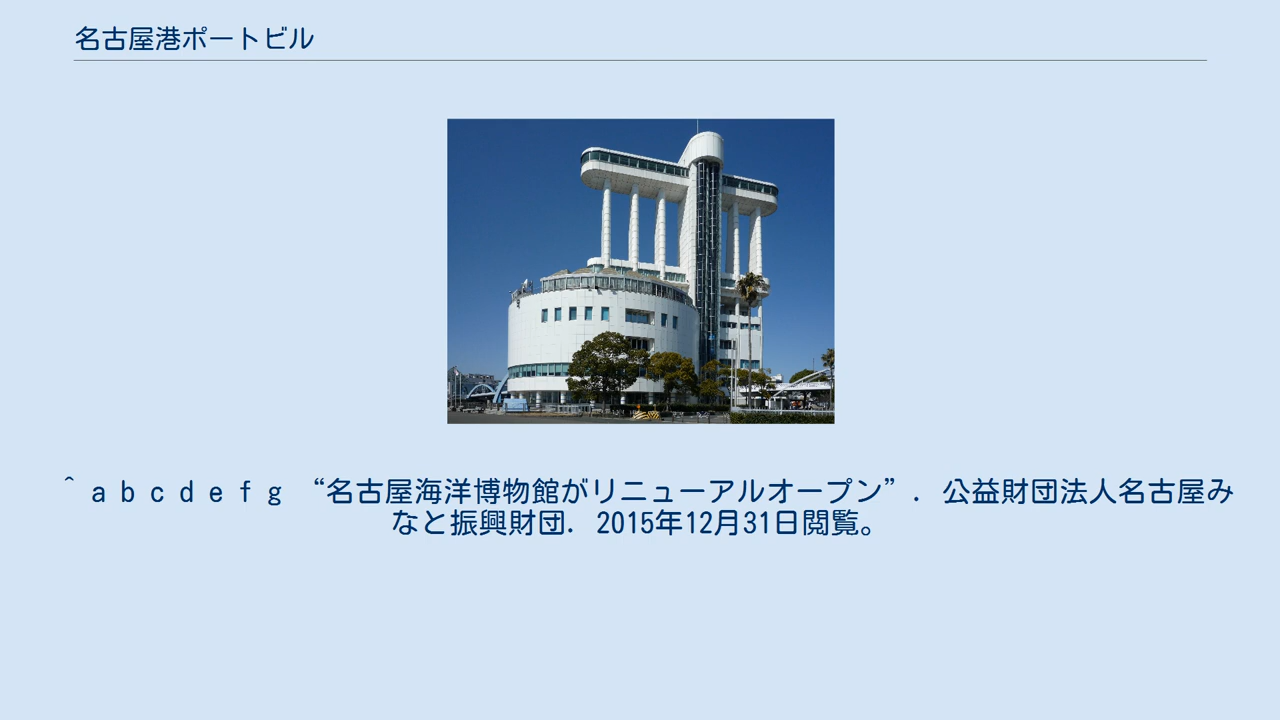 名古屋港ポートビル
^ a b c d e f g “名古屋海洋博物館がリニューアルオープン”. 公益財団法人名古屋み
なと振興財団. 2015年12月31日閲覧。